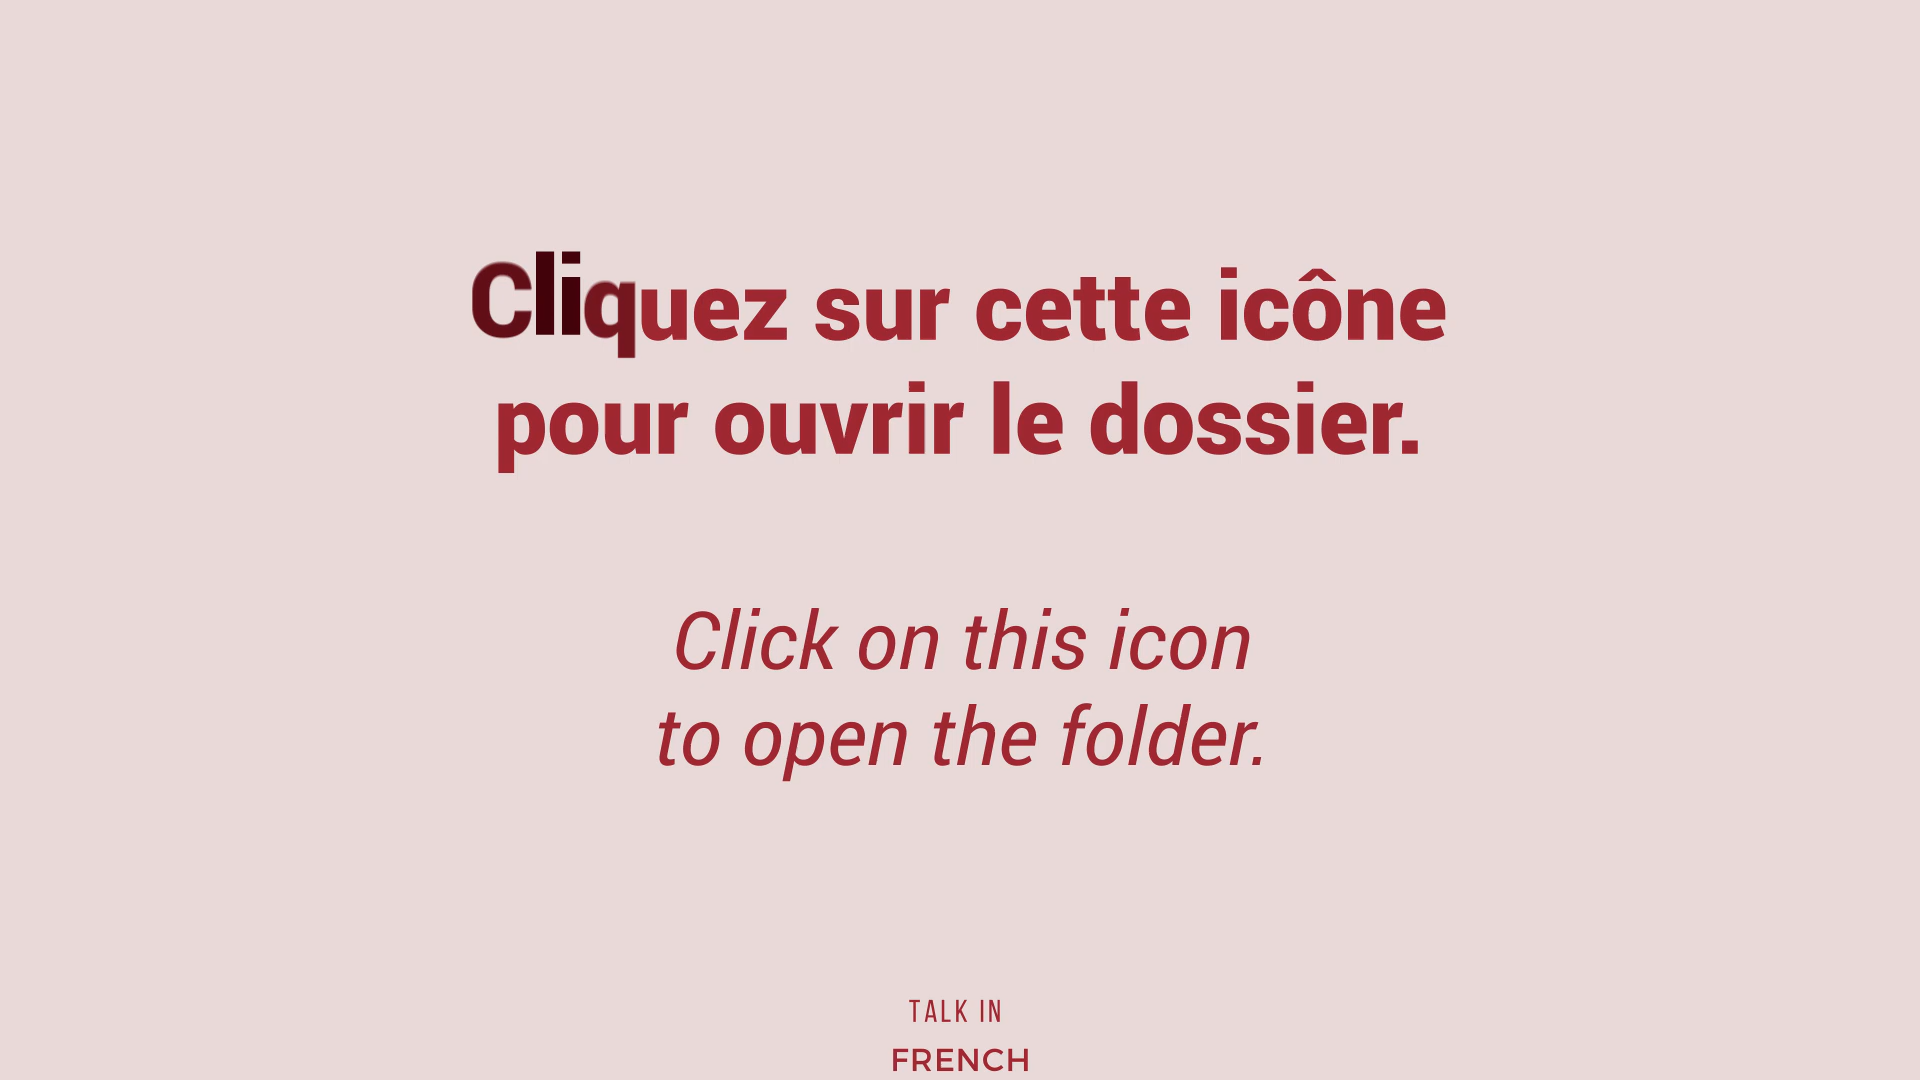 Cliquez sur cette icône
pour ouvrir le dossier.
Click on this icon
to open the folder.
TALK IN
FRENCH